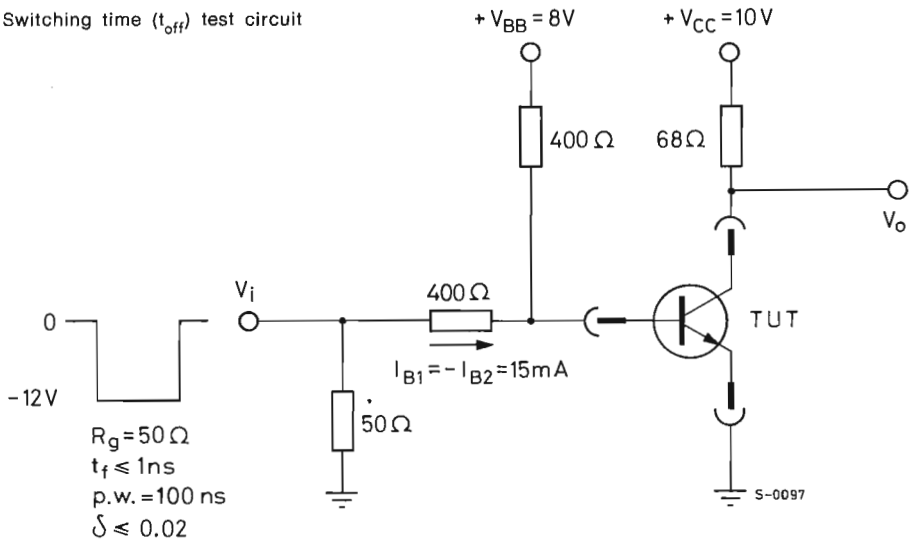 Switching time (t_off) test circuit
+ V_BB = 8V
+ V_CC = 10V
400 Ω
68 Ω
V_o
V_i
400 Ω
0
TUT
I_B1 = – I_B2 = 15mA
-12V
50 Ω
R_g = 50 Ω
t_f ⩽ 1ns
p.w. = 100 ns
δ ⩽ 0.02
S-0097